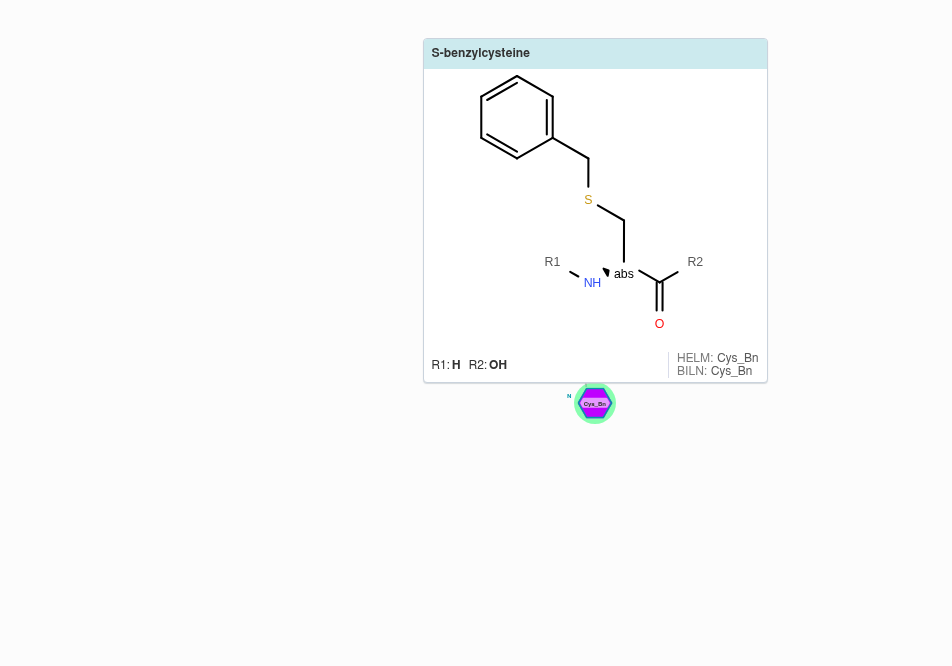 S-benzylcysteine
S
R1
R2
abs
NH
O
R1: H R2: OH
HELM: Cys_Bn
BILN: Cys_Bn
N
Cys_Bn